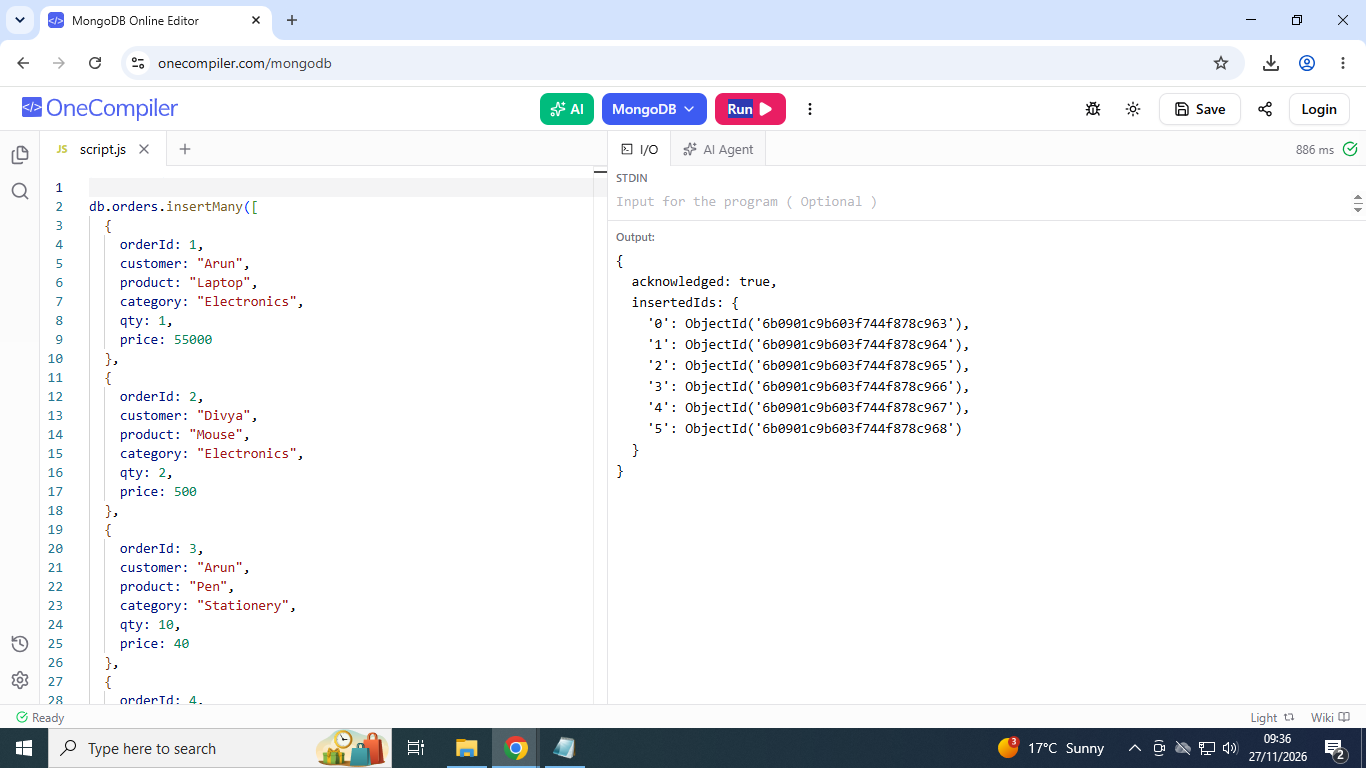 MongoDB Online Editor
onecompiler.com/mongodb
OneCompiler
AI
MongoDB
Run
Save
Login
JS script.js
I/O
AI Agent
886 ms
1
2 db.orders.insertMany([
3 {
4 orderId: 1,
5 customer: "Arun",
6 product: "Laptop",
7 category: "Electronics",
8 qty: 1,
9 price: 55000
10 },
11 {
12 orderId: 2,
13 customer: "Divya",
14 product: "Mouse",
15 category: "Electronics",
16 qty: 2,
17 price: 500
18 },
19 {
20 orderId: 3,
21 customer: "Arun",
22 product: "Pen",
23 category: "Stationery",
24 qty: 10,
25 price: 40
26 },
27 {
28 orderId: 4,
STDIN
Input for the program ( Optional )
Output:
{
acknowledged: true,
insertedIds: {
'0': ObjectId('6b0901c9b603f744f878c963'),
'1': ObjectId('6b0901c9b603f744f878c964'),
'2': ObjectId('6b0901c9b603f744f878c965'),
'3': ObjectId('6b0901c9b603f744f878c966'),
'4': ObjectId('6b0901c9b603f744f878c967'),
'5': ObjectId('6b0901c9b603f744f878c968')
}
}
Ready
Light
Wiki
Type here to search
3
17°C Sunny
09:36
27/11/2026
2